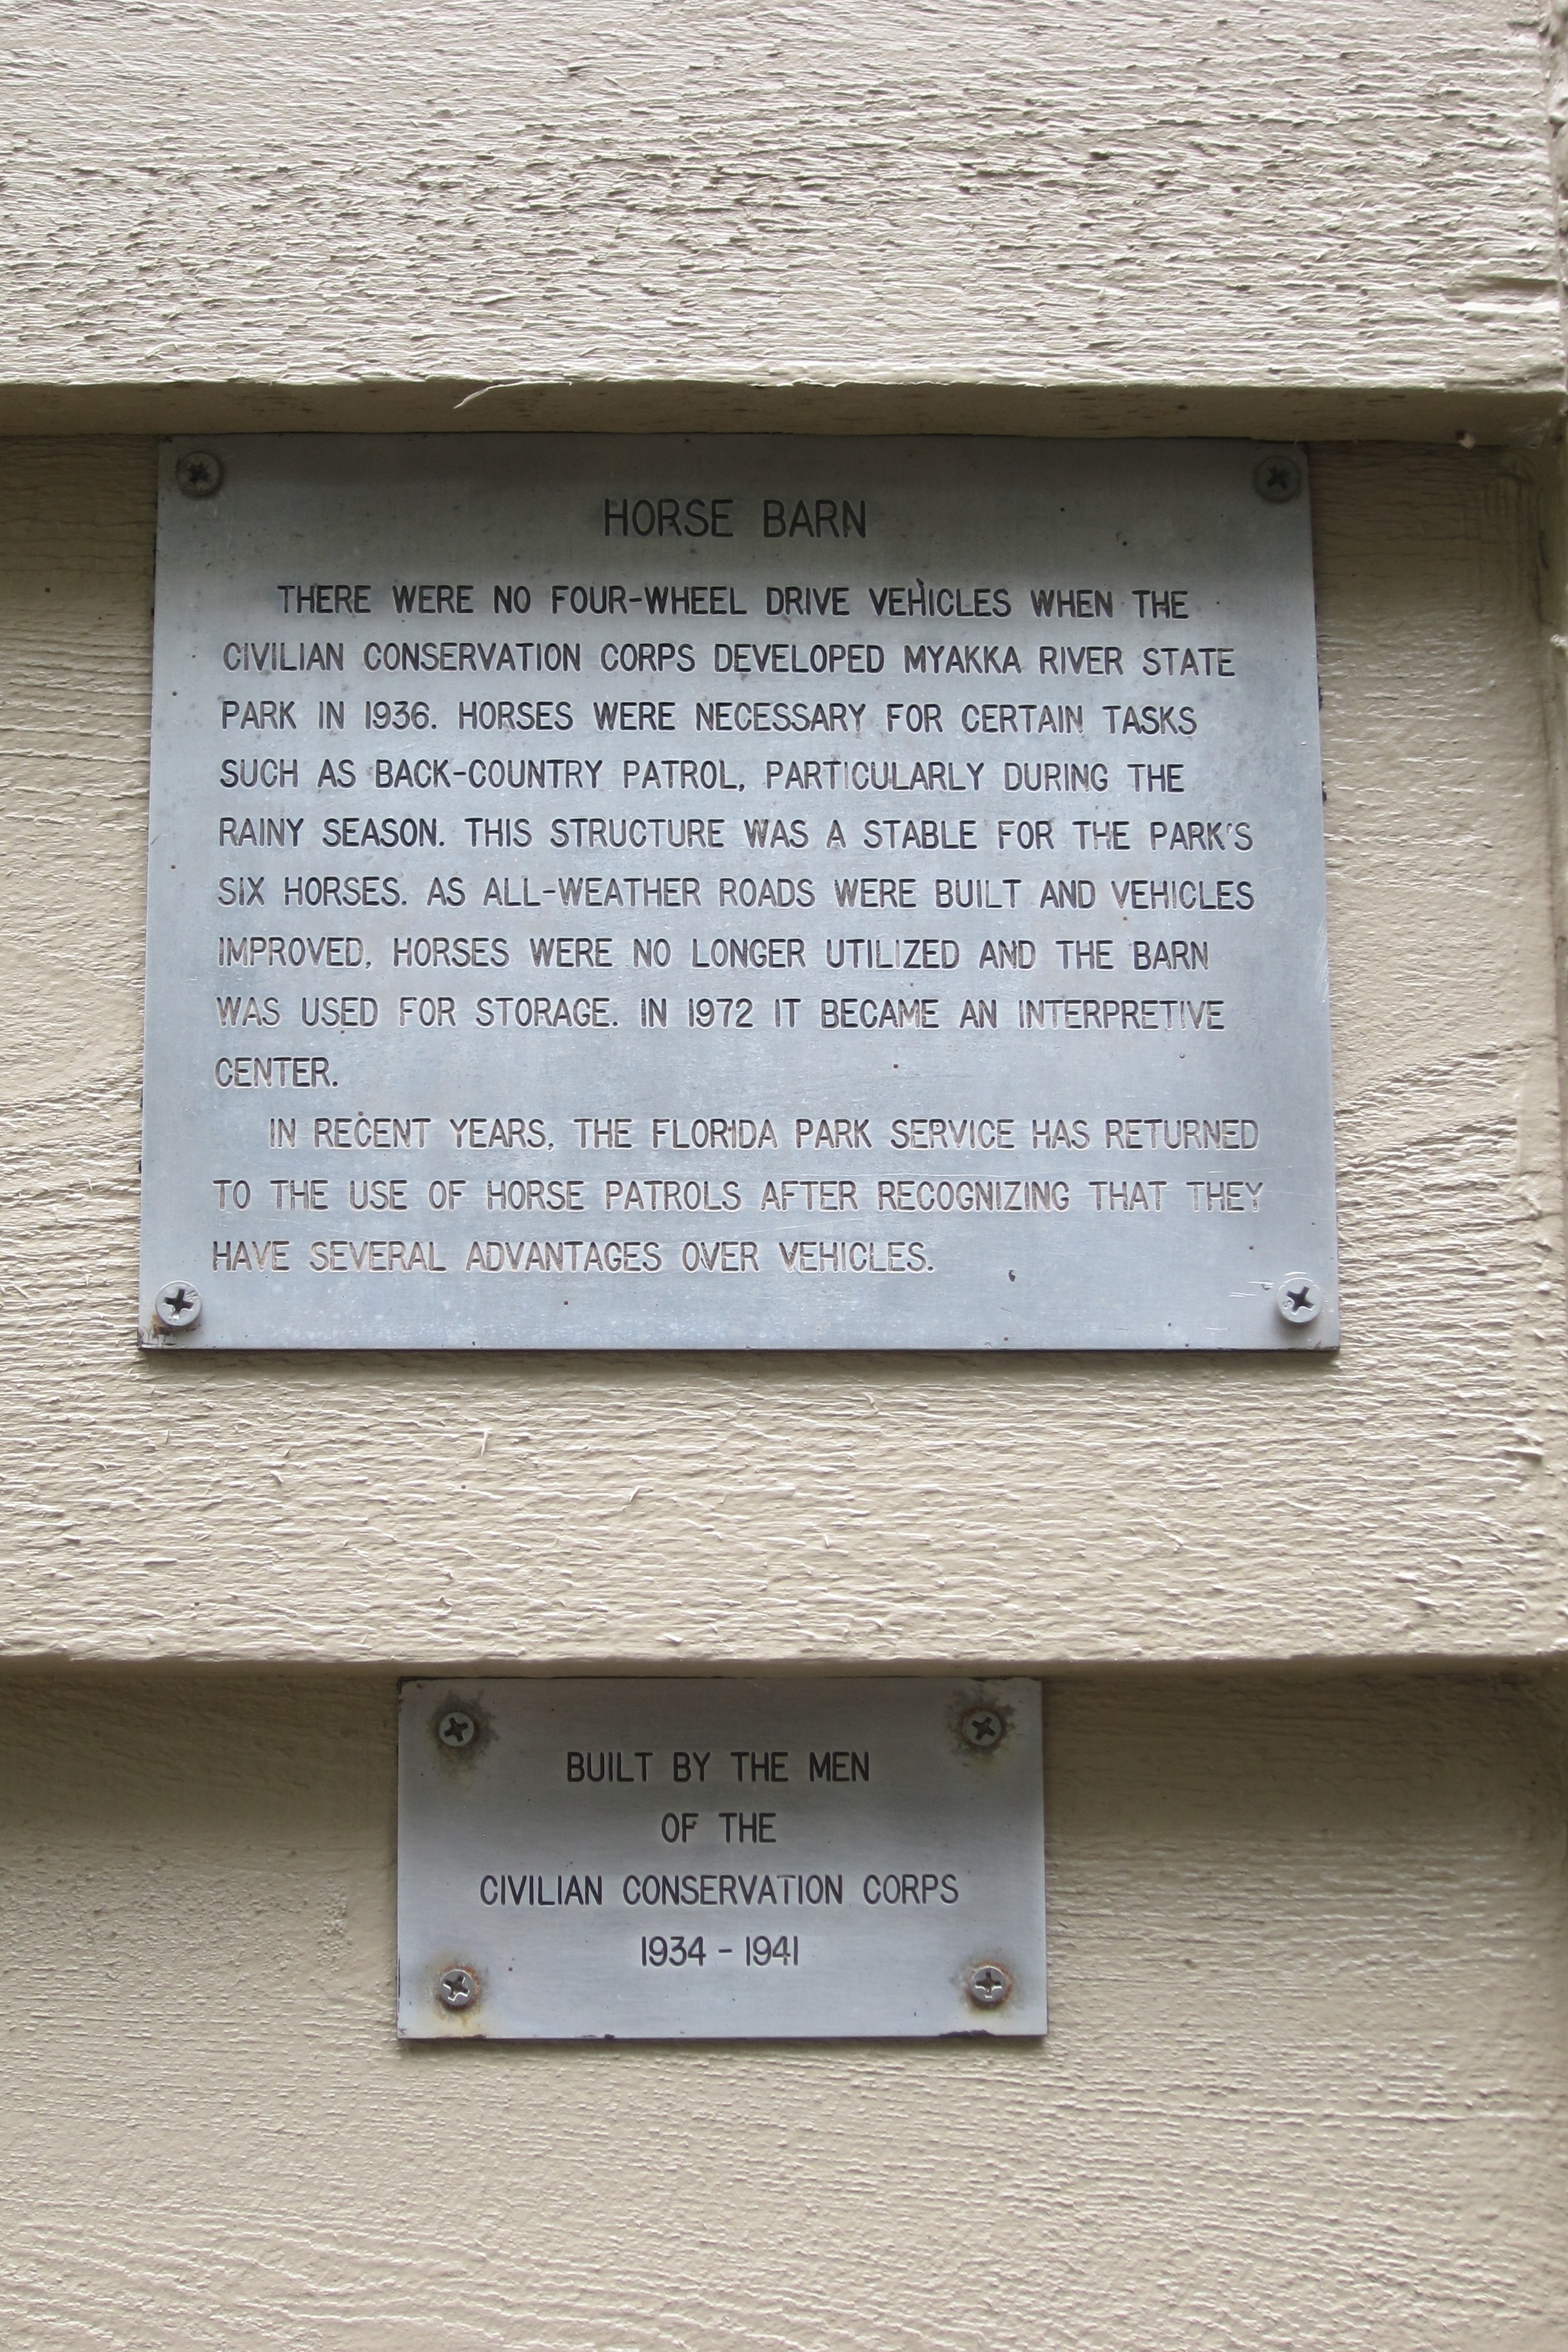 HORSE BARN
THERE WERE NO FOUR-WHEEL DRIVE VEHICLES WHEN THE
CIVILIAN CONSERVATION CORPS DEVELOPED MYAKKA RIVER STATE
PARK IN 1936. HORSES WERE NECESSARY FOR CERTAIN TASKS
SUCH AS BACK-COUNTRY PATROL, PARTICULARLY DURING THE
RAINY SEASON. THIS STRUCTURE WAS A STABLE FOR THE PARK'S
SIX HORSES. AS ALL-WEATHER ROADS WERE BUILT AND VEHICLES
IMPROVED, HORSES WERE NO LONGER UTILIZED AND THE BARN
WAS USED FOR STORAGE. IN 1972 IT BECAME AN INTERPRETIVE
CENTER.
IN RECENT YEARS, THE FLORIDA PARK SERVICE HAS RETURNED
TO THE USE OF HORSE PATROLS AFTER RECOGNIZING THAT THEY
HAVE SEVERAL ADVANTAGES OVER VEHICLES.
BUILT BY THE MEN
OF THE
CIVILIAN CONSERVATION CORPS
1934 - 1941